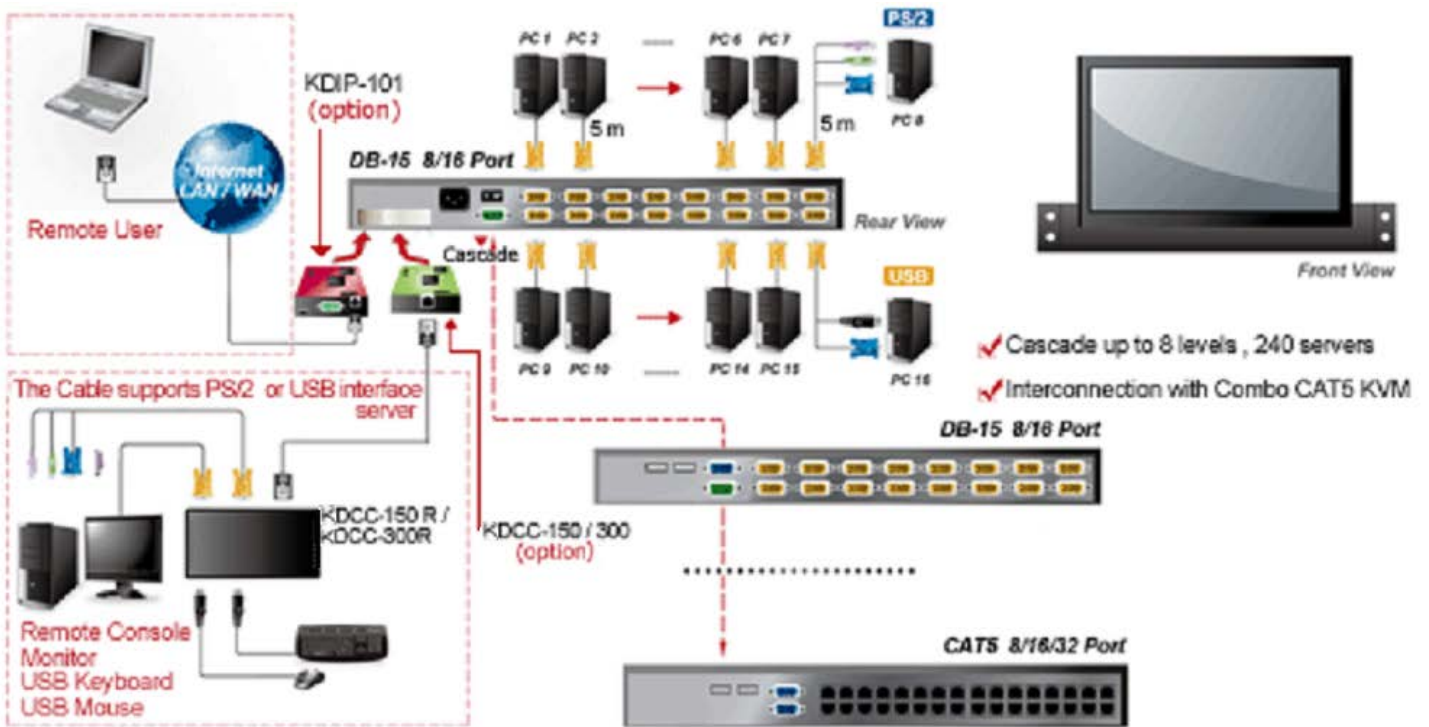 PS/2
PC 1 PC 2 ...... PC 6 PC 7
KDIP-101
(option)
5 m
5 m
PC 8
DB-15 8/16 Port
Internet
LAN / WAN
Remote User
Rear View
Cascade
Front View
USB
PC 9 PC 10 ...... PC 14 PC 15
PC 16
Cascade up to 8 levels , 240 servers
Interconnection with Combo CAT5 KVM
The Cable supports PS/2 or USB interface
server
DB-15 8/16 Port
KDCC-150 R /
KDCC-300R
KDCC-150 / 300
(option)
Remote Console
Monitor
USB Keyboard
USB Mouse
CAT5 8/16/32 Port